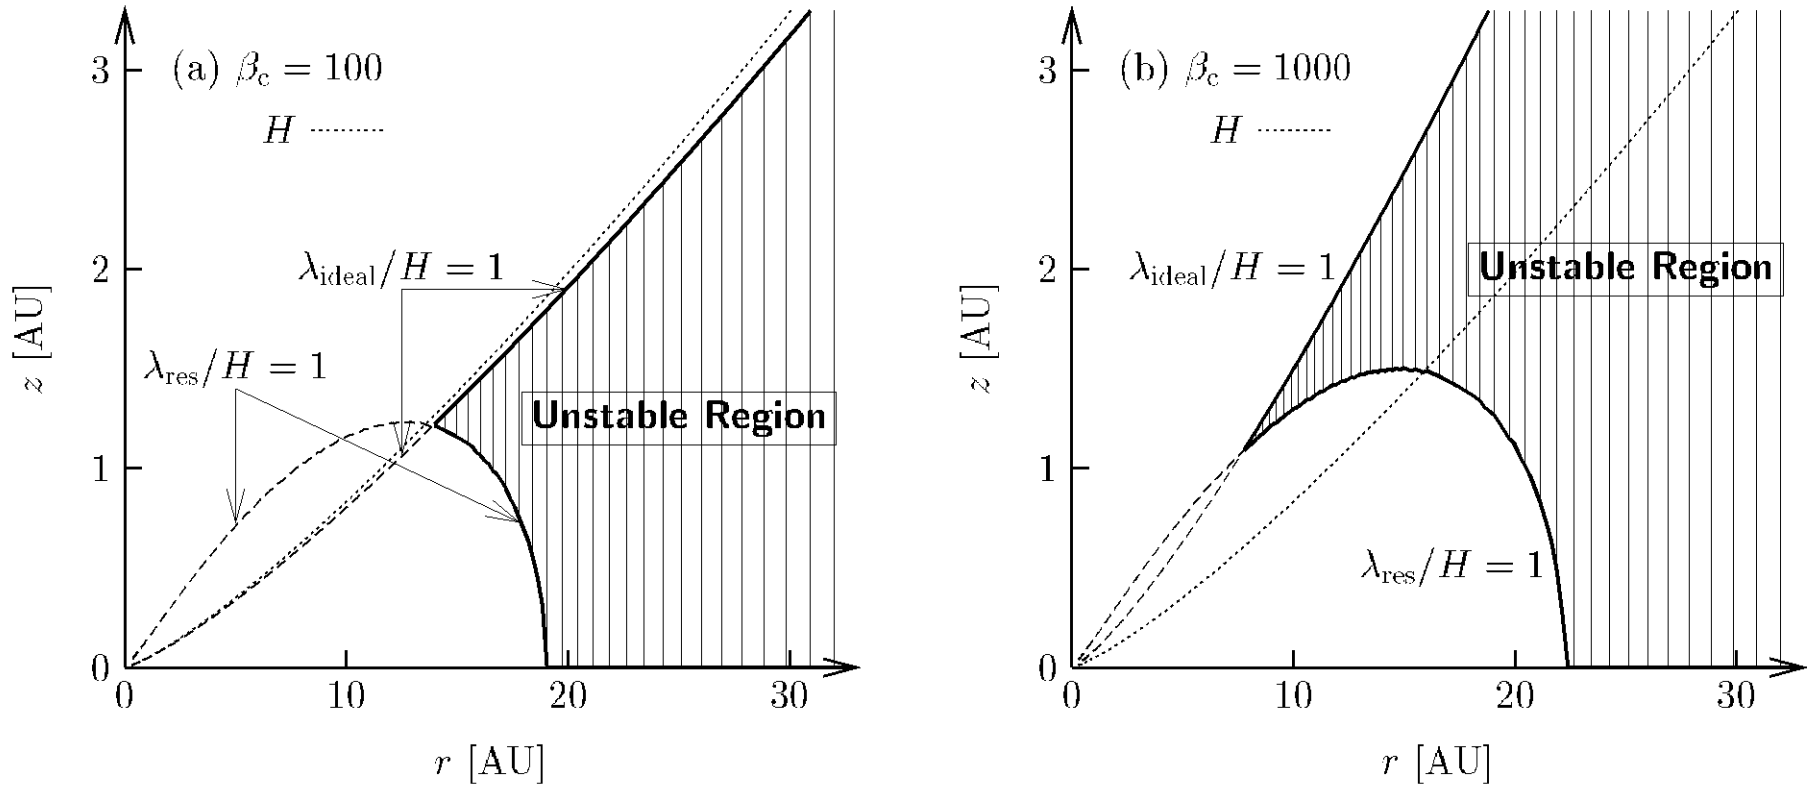 (a) β_c = 100
H
λ_ideal/H = 1
λ_res/H = 1
Unstable Region
3
2
1
0
0 10 20 30
z [AU]
r [AU]
(b) β_c = 1000
H
λ_ideal/H = 1
Unstable Region
λ_res/H = 1
3
2
1
0
0 10 20 30
z [AU]
r [AU]